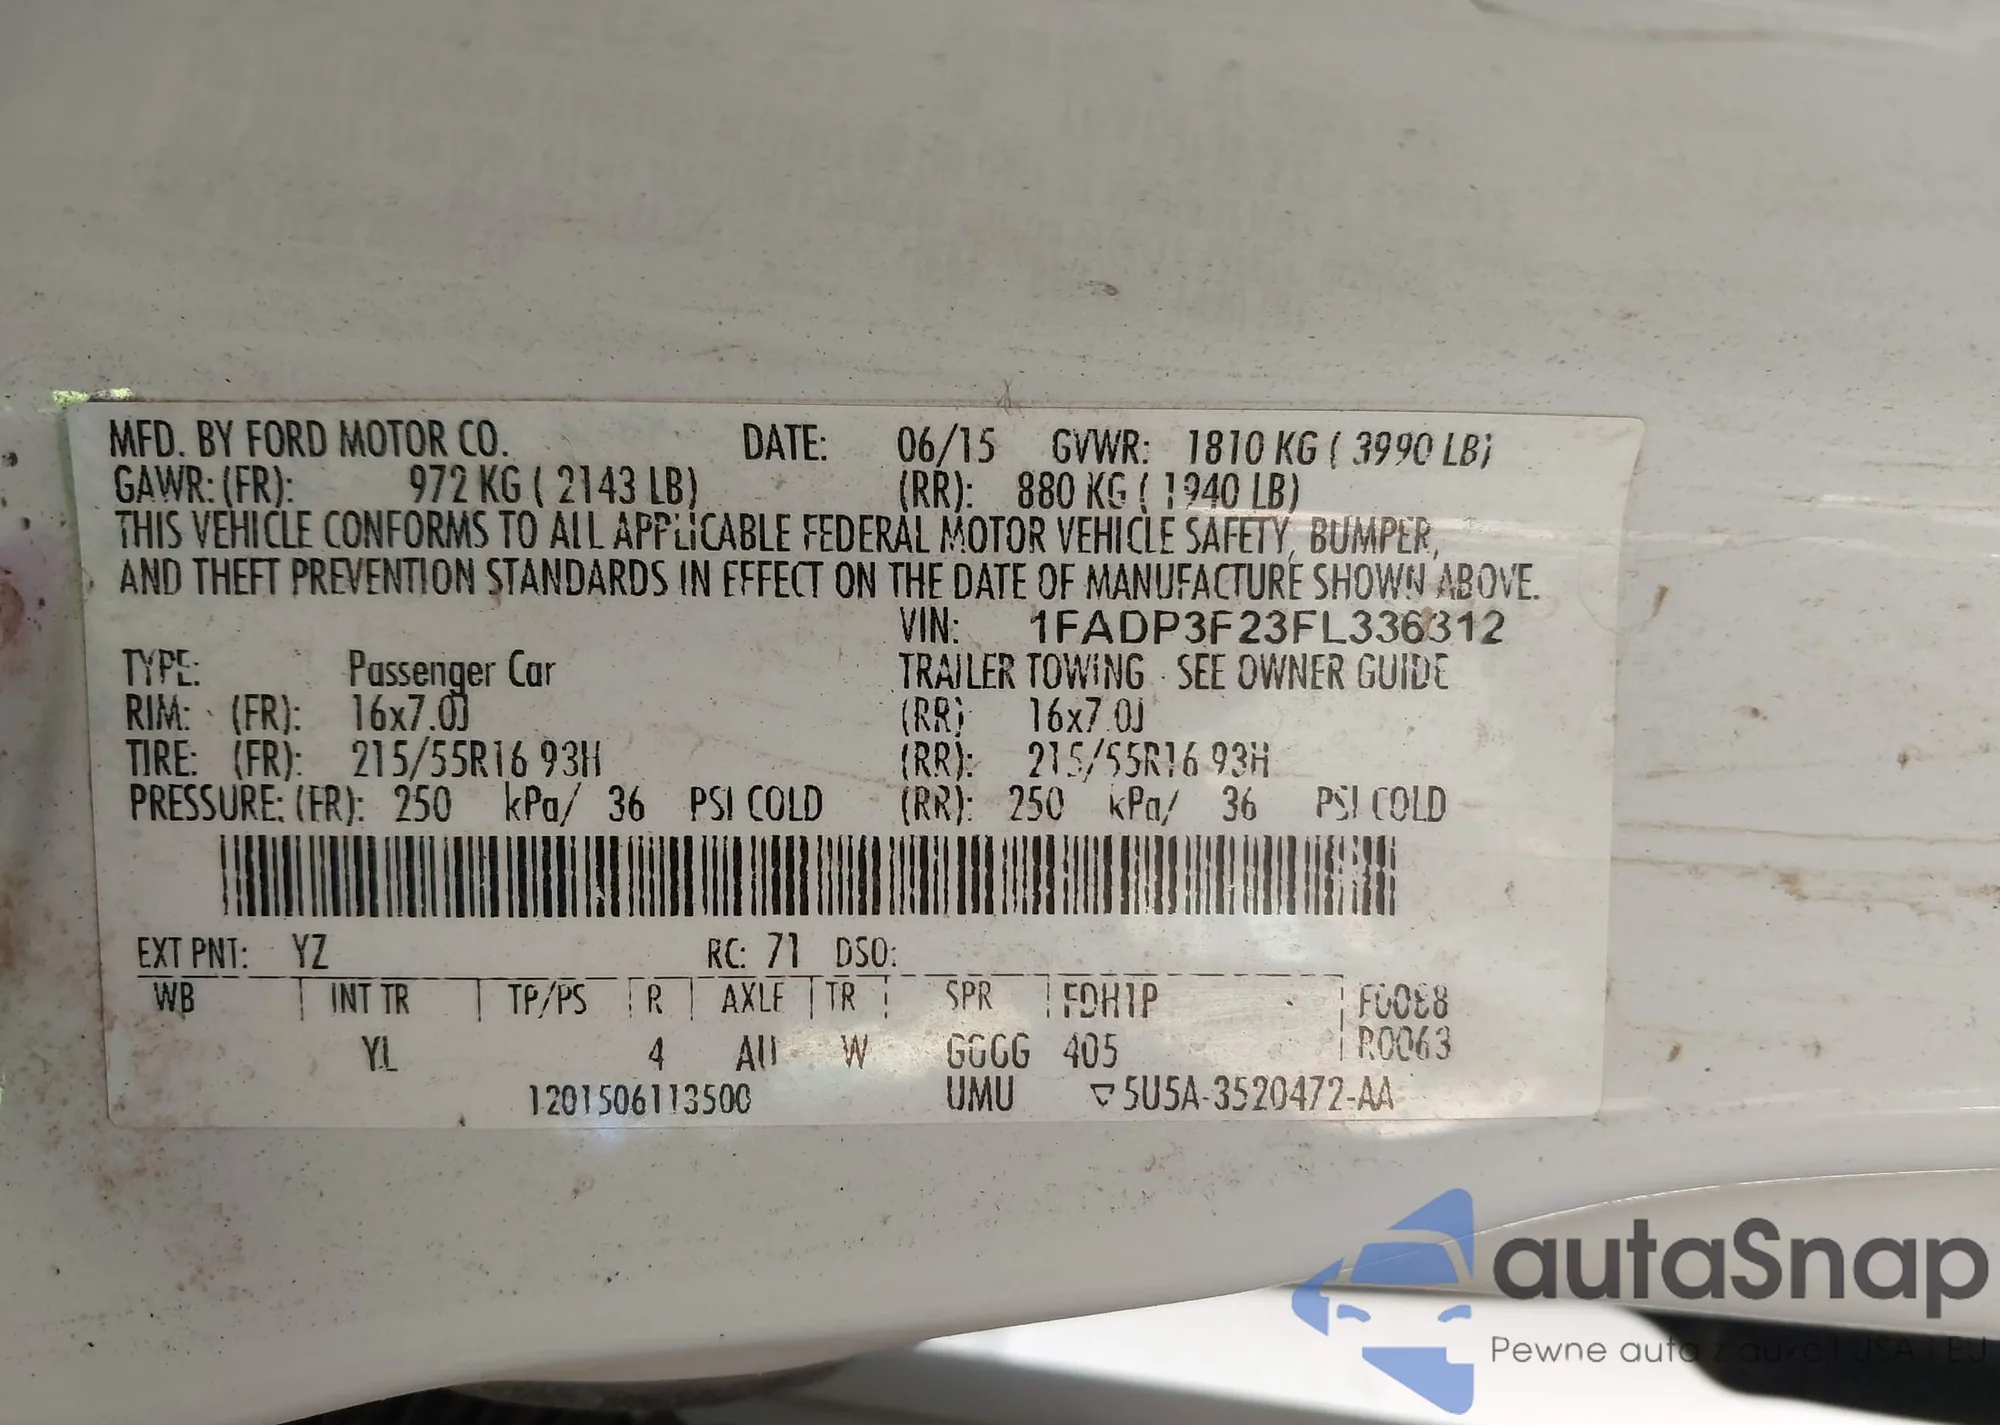 MFD. BY FORD MOTOR CO. DATE: 06/15 GVWR: 1810 KG ( 3990 LB)
GAWR: (FR): 972 KG ( 2143 LB) (RR): 880 KG ( 1940 LB)
THIS VEHICLE CONFORMS TO ALL APPLICABLE FEDERAL MOTOR VEHICLE SAFETY, BUMPER,
AND THEFT PREVENTION STANDARDS IN EFFECT ON THE DATE OF MANUFACTURE SHOWN ABOVE.
VIN: 1FADP3F23FL336312
TYPE: Passenger Car TRAILER TOWING - SEE OWNER GUIDE
RIM: (FR): 16x7.0J (RR): 16x7.0J
TIRE: (FR): 215/55R16 93H (RR): 215/55R16 93H
PRESSURE: (FR): 250 kPa/ 36 PSI COLD (RR): 250 kPa/ 36 PSI COLD
EXT PNT: YZ RC: 71 DSO:
WB INT TR TP/PS R AXLE TR SPR FDH1P F0088
YL 4 AU W GGGG 405 R0063
1201506113500 UMU ▽5U5A-3520472-AA
autaSnap
Pewne auta z aukcji USA i EU